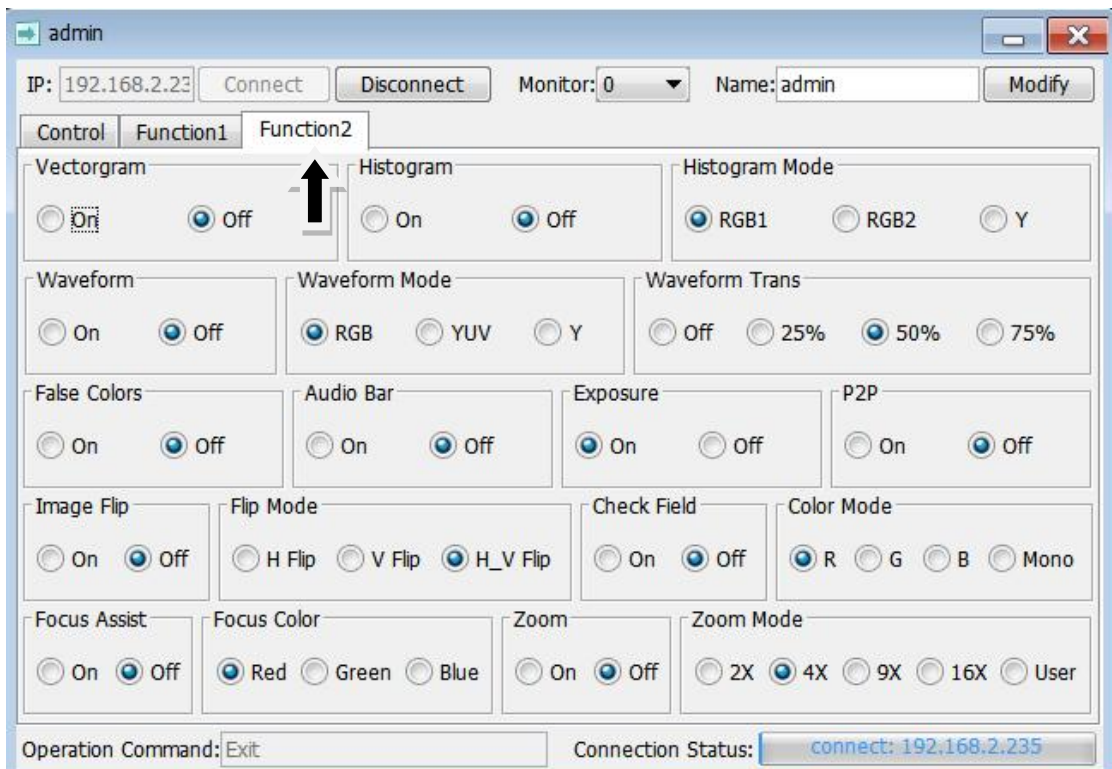 admin
IP: 192.168.2.23 Connect Disconnect Monitor: 0 Name: admin Modify
Control Function1 Function2
Vectorgram Histogram Histogram Mode
On Off On Off RGB1 RGB2 Y
Waveform Waveform Mode Waveform Trans
On Off RGB YUV Y Off 25% 50% 75%
False Colors Audio Bar Exposure P2P
On Off On Off On Off On Off
Image Flip Flip Mode Check Field Color Mode
On Off H Flip V Flip H_V Flip On Off R G B Mono
Focus Assist Focus Color Zoom Zoom Mode
On Off Red Green Blue On Off 2X 4X 9X 16X User
Operation Command: Exit Connection Status: connect: 192.168.2.235